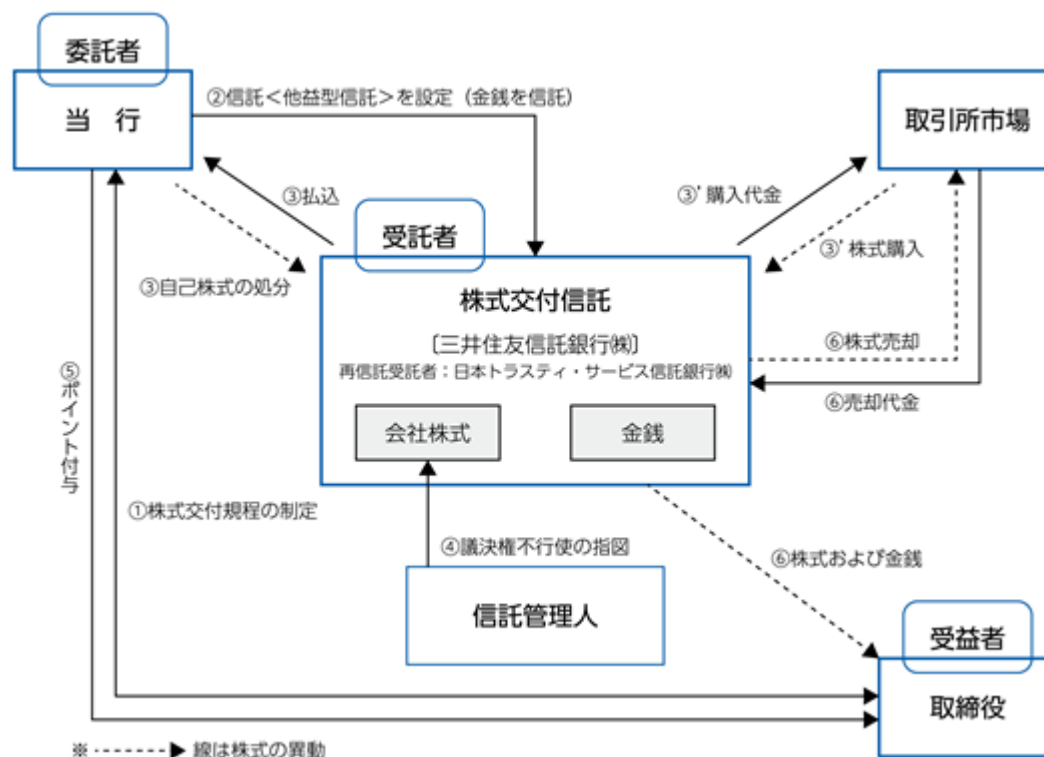 委託者
当 行
②信託<他益型信託>を設定（金銭を信託）
取引所市場
③払込
③'購入代金
受託者
③自己株式の処分
③'株式購入
株式交付信託
〔三井住友信託銀行㈱〕
再信託受託者：日本トラスティ・サービス信託銀行㈱
⑥株式売却
⑥売却代金
⑤ポイント付与
会社株式
金銭
①株式交付規程の制定
④議決権不行使の指図
⑥株式および金銭
信託管理人
受益者
取締役
※ 線は株式の異動